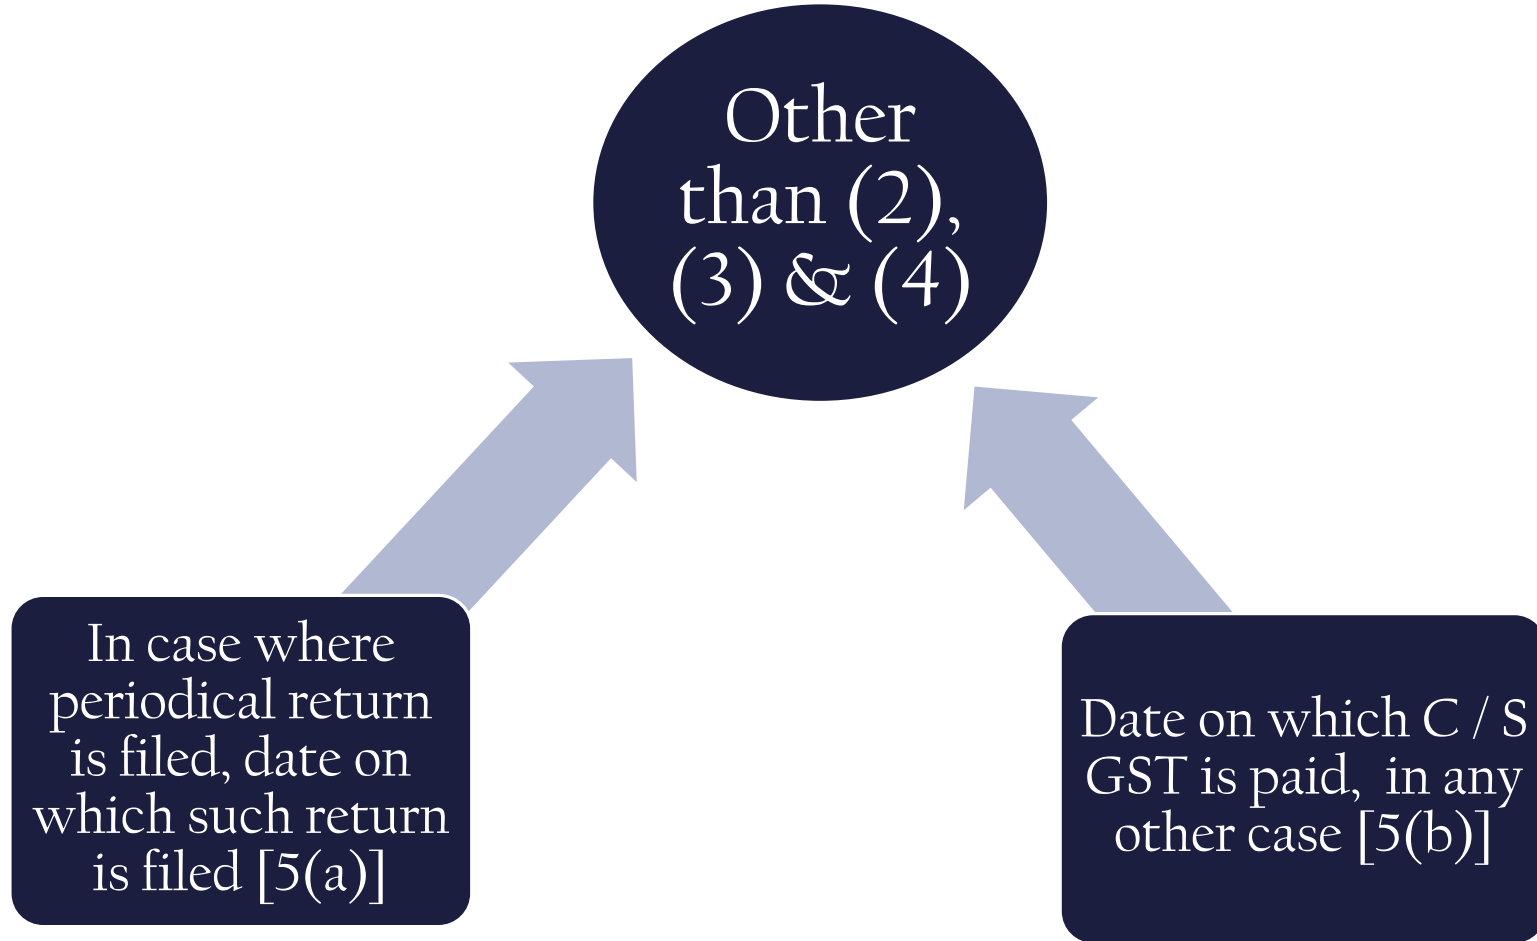 Other
than (2),
(3) & (4)
In case where
periodical return
is filed, date on
which such return
is filed [5(a)]
Date on which C / S
GST is paid,  in any
other case [5(b)]